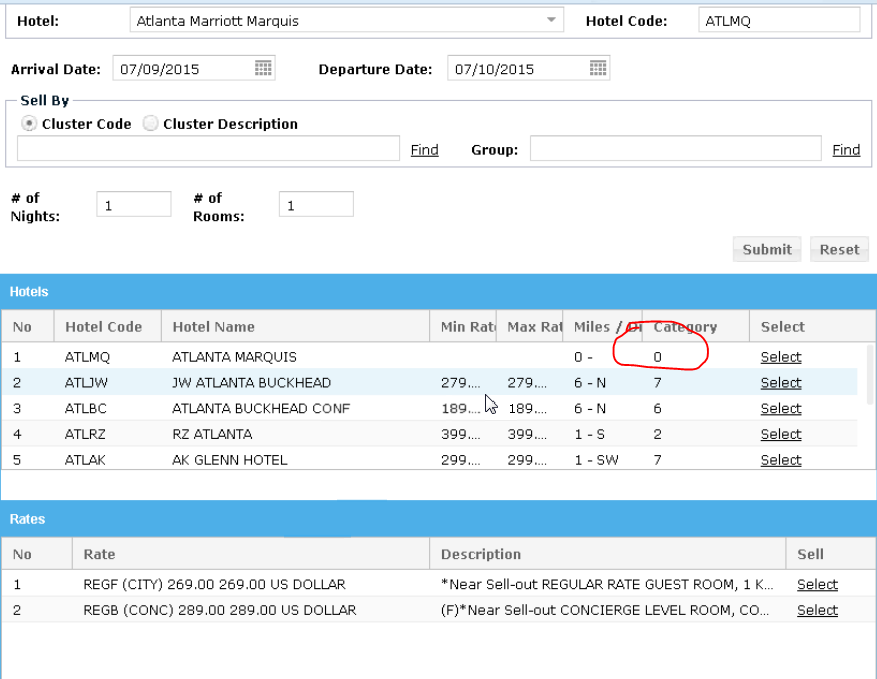 Hotel: Atlanta Marriott Marquis Hotel Code: ATLMQ
Arrival Date: 07/09/2015 Departure Date: 07/10/2015
Sell By
Cluster Code Cluster Description
Find Group: Find
# of Nights: 1 # of Rooms: 1
Submit Reset
Hotels
No Hotel Code Hotel Name Min Rat Max Rat Miles / Di Category Select
1 ATLMQ ATLANTA MARQUIS 0 - 0 Select
2 ATLJW JW ATLANTA BUCKHEAD 279.... 279.... 6 - N 7 Select
3 ATLBC ATLANTA BUCKHEAD CONF 189.... 189.... 6 - N 6 Select
4 ATLRZ RZ ATLANTA 399.... 399.... 1 - S 2 Select
5 ATLAK AK GLENN HOTEL 299.... 299.... 1 - SW 7 Select
Rates
No Rate Description Sell
1 REGF (CITY) 269.00 269.00 US DOLLAR *Near Sell-out REGULAR RATE GUEST ROOM, 1 K... Select
2 REGB (CONC) 289.00 289.00 US DOLLAR (F)*Near Sell-out CONCIERGE LEVEL ROOM, CO... Select